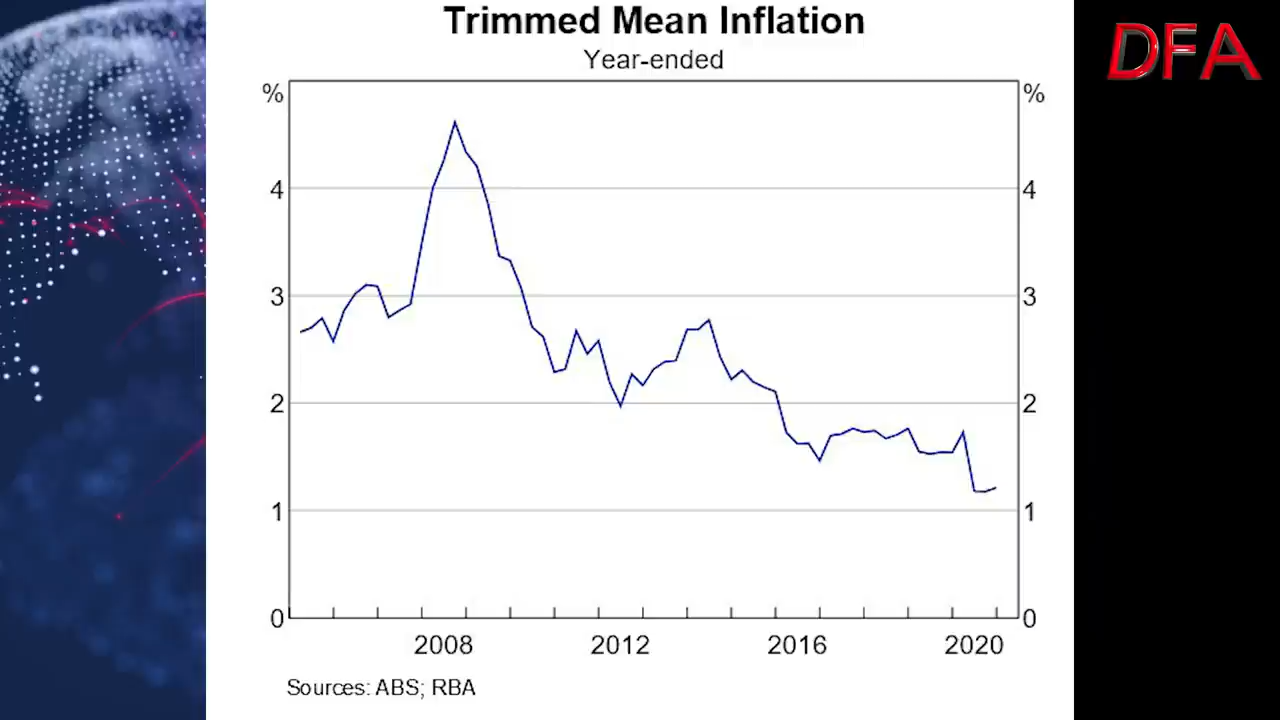 Trimmed Mean Inflation
DFA
Year-ended
% %
4 4
3 3
2 2
1 1
0 0
2008 2012 2016 2020
Sources: ABS; RBA